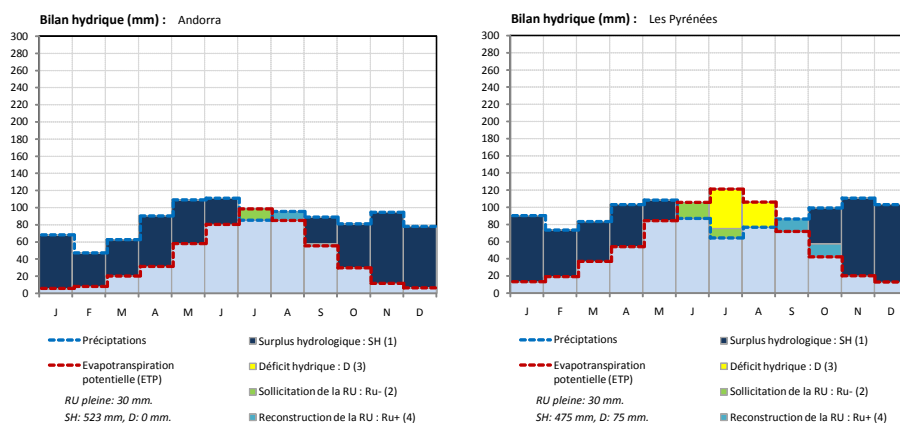 Bilan hydrique (mm) : Andorra
300
280
260
240
220
200
180
160
140
120
100
80
60
40
20
0
J F M A M J J A S O N D
Préciptations
Surplus hydrologique : SH (1)
Evapotranspiration
potentielle (ETP)
Déficit hydrique : D (3)
Sollicitation de la RU : Ru- (2)
RU pleine: 30 mm.
SH: 523 mm, D: 0 mm.
Reconstruction de la RU : Ru+ (4)
Bilan hydrique (mm) : Les Pyrénées
300
280
260
240
220
200
180
160
140
120
100
80
60
40
20
0
J F M A M J J A S O N D
Préciptations
Surplus hydrologique : SH (1)
Evapotranspiration
potentielle (ETP)
Déficit hydrique : D (3)
Sollicitation de la RU : Ru- (2)
RU pleine: 30 mm.
SH: 475 mm, D: 75 mm.
Reconstruction de la RU : Ru+ (4)